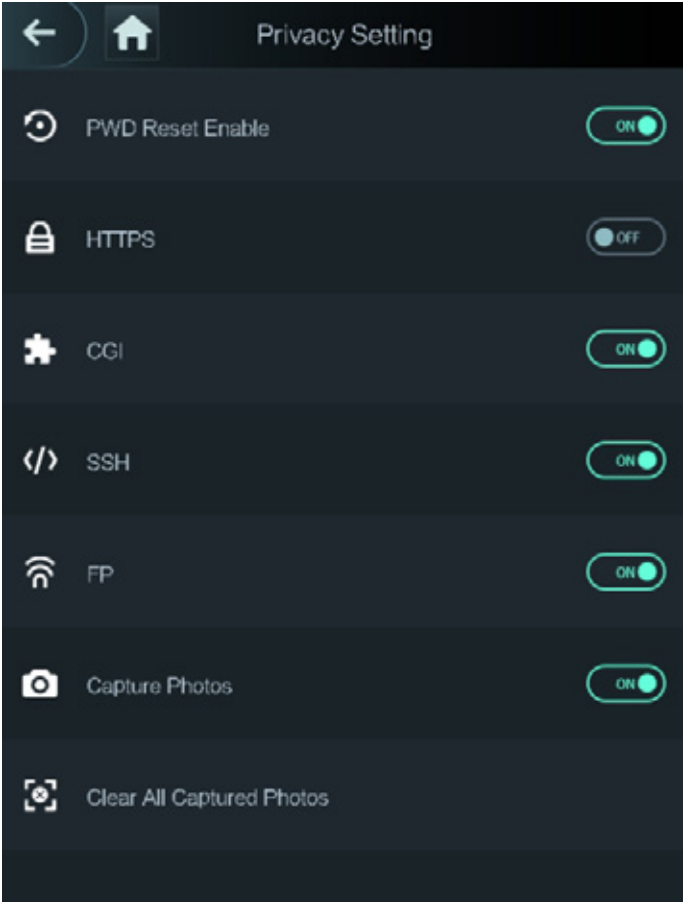 Privacy Setting
PWD Reset Enable ON
HTTPS OFF
CGI ON
SSH ON
FP ON
Capture Photos ON
Clear All Captured Photos